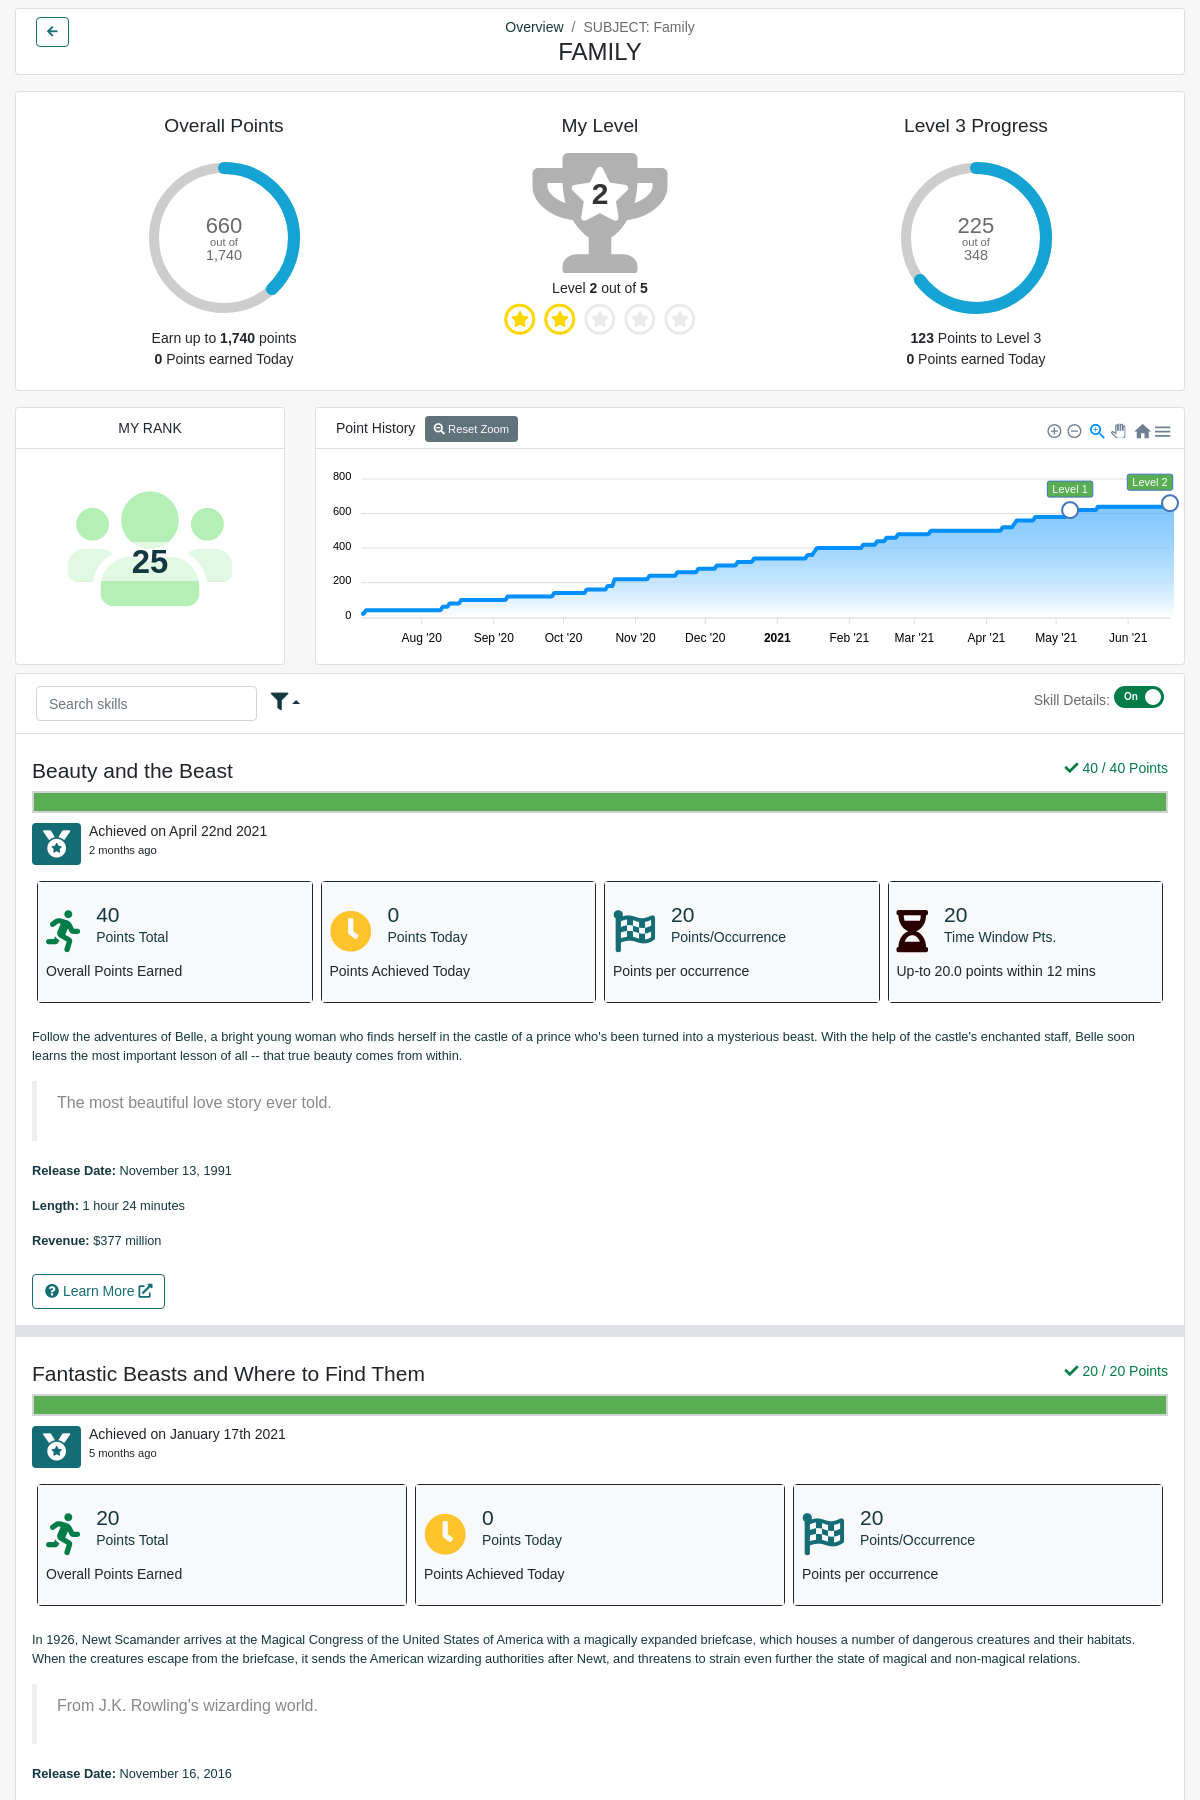 Overview / SUBJECT: Family
FAMILY
Overall Points
660
out of
1,740
Earn up to 1,740 points
0 Points earned Today
My Level
2
Level 2 out of 5
Level 3 Progress
225
out of
348
123 Points to Level 3
0 Points earned Today
MY RANK
25
Point History
Reset Zoom
800
600
400
200
0
Level 1
Level 2
Aug '20
Sep '20
Oct '20
Nov '20
Dec '20
2021
Feb '21
Mar '21
Apr '21
May '21
Jun '21
Search skills
Skill Details: On
Beauty and the Beast
40 / 40 Points
Achieved on April 22nd 2021
2 months ago
40
Points Total
Overall Points Earned
0
Points Today
Points Achieved Today
20
Points/Occurrence
Points per occurrence
20
Time Window Pts.
Up-to 20.0 points within 12 mins
Follow the adventures of Belle, a bright young woman who finds herself in the castle of a prince who's been turned into a mysterious beast. With the help of the castle's enchanted staff, Belle soon
learns the most important lesson of all -- that true beauty comes from within.
The most beautiful love story ever told.
Release Date: November 13, 1991
Length: 1 hour 24 minutes
Revenue: $377 million
Learn More
Fantastic Beasts and Where to Find Them
20 / 20 Points
Achieved on January 17th 2021
5 months ago
20
Points Total
Overall Points Earned
0
Points Today
Points Achieved Today
20
Points/Occurrence
Points per occurrence
In 1926, Newt Scamander arrives at the Magical Congress of the United States of America with a magically expanded briefcase, which houses a number of dangerous creatures and their habitats.
When the creatures escape from the briefcase, it sends the American wizarding authorities after Newt, and threatens to strain even further the state of magical and non-magical relations.
From J.K. Rowling's wizarding world.
Release Date: November 16, 2016